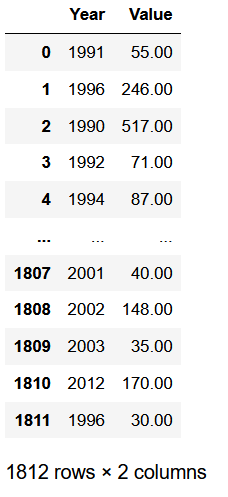 Year Value
0 1991 55.00
1 1996 246.00
2 1990 517.00
3 1992 71.00
4 1994 87.00
... ... ...
1807 2001 40.00
1808 2002 148.00
1809 2003 35.00
1810 2012 170.00
1811 1996 30.00
1812 rows × 2 columns